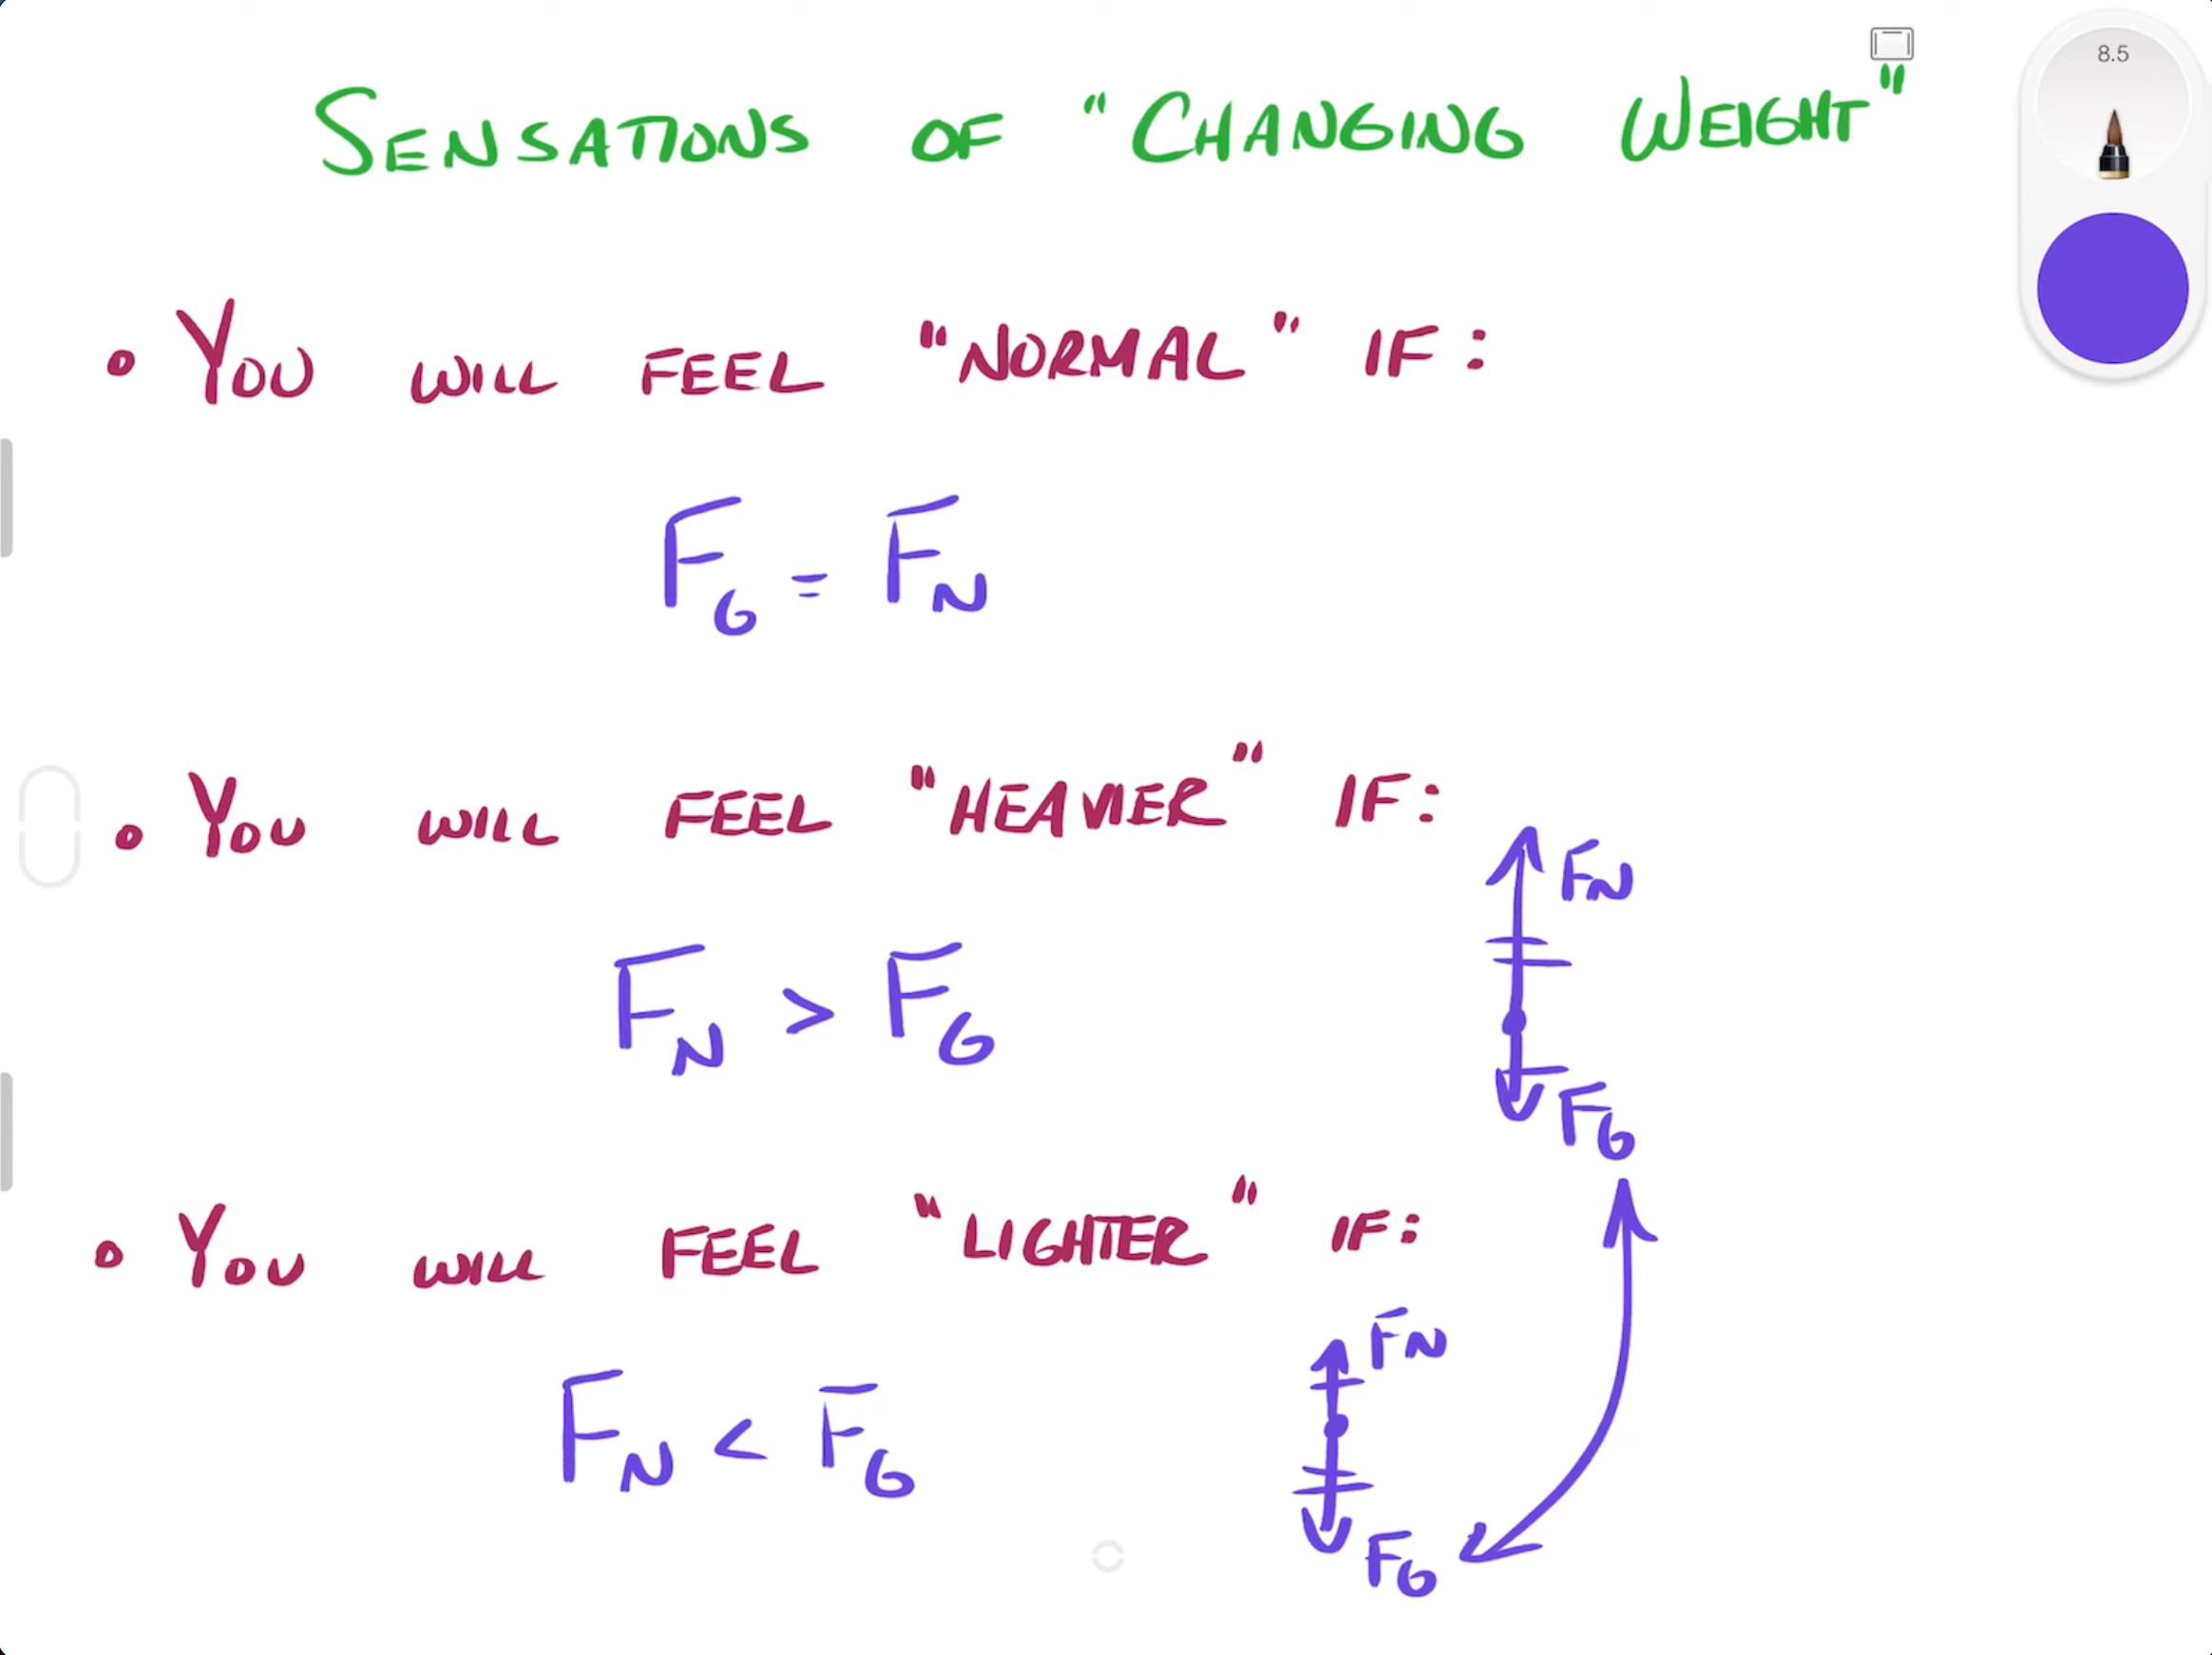 8.5
SENSATIONS OF "CHANGING WEIGHT"
• YOU WILL FEEL "NORMAL" IF:
F_G = F_N
• YOU WILL FEEL "HEAVIER" IF:
F_N
F_N > F_G
F_G
• YOU WILL FEEL "LIGHTER" IF:
F_N
F_N < F_G
F_G